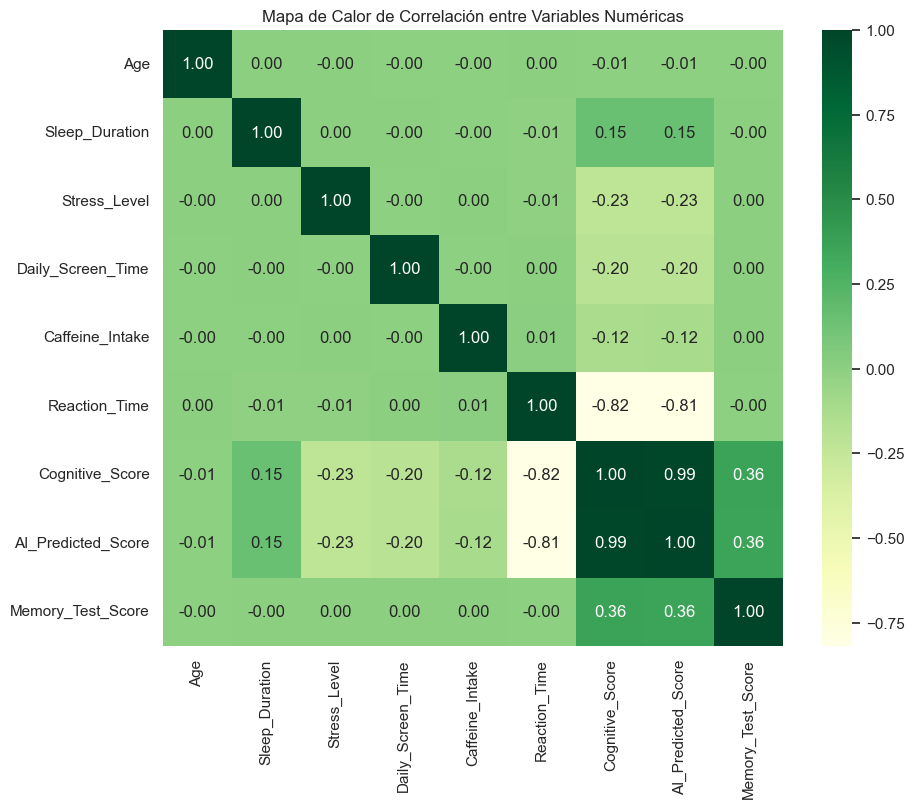 Mapa de Calor de Correlación entre Variables Numéricas
Age 1.00 0.00 -0.00 -0.00 -0.00 0.00 -0.01 -0.01 -0.00
Sleep_Duration 0.00 1.00 0.00 -0.00 -0.00 -0.01 0.15 0.15 -0.00
Stress_Level -0.00 0.00 1.00 -0.00 0.00 -0.01 -0.23 -0.23 0.00
Daily_Screen_Time -0.00 -0.00 -0.00 1.00 -0.00 0.00 -0.20 -0.20 0.00
Caffeine_Intake -0.00 -0.00 0.00 -0.00 1.00 0.01 -0.12 -0.12 0.00
Reaction_Time 0.00 -0.01 -0.01 0.00 0.01 1.00 -0.82 -0.81 -0.00
Cognitive_Score -0.01 0.15 -0.23 -0.20 -0.12 -0.82 1.00 0.99 0.36
AI_Predicted_Score -0.01 0.15 -0.23 -0.20 -0.12 -0.81 0.99 1.00 0.36
Memory_Test_Score -0.00 -0.00 0.00 0.00 0.00 -0.00 0.36 0.36 1.00
Age
Sleep_Duration
Stress_Level
Daily_Screen_Time
Caffeine_Intake
Reaction_Time
Cognitive_Score
AI_Predicted_Score
Memory_Test_Score
1.00
0.75
0.50
0.25
0.00
−0.25
−0.50
−0.75